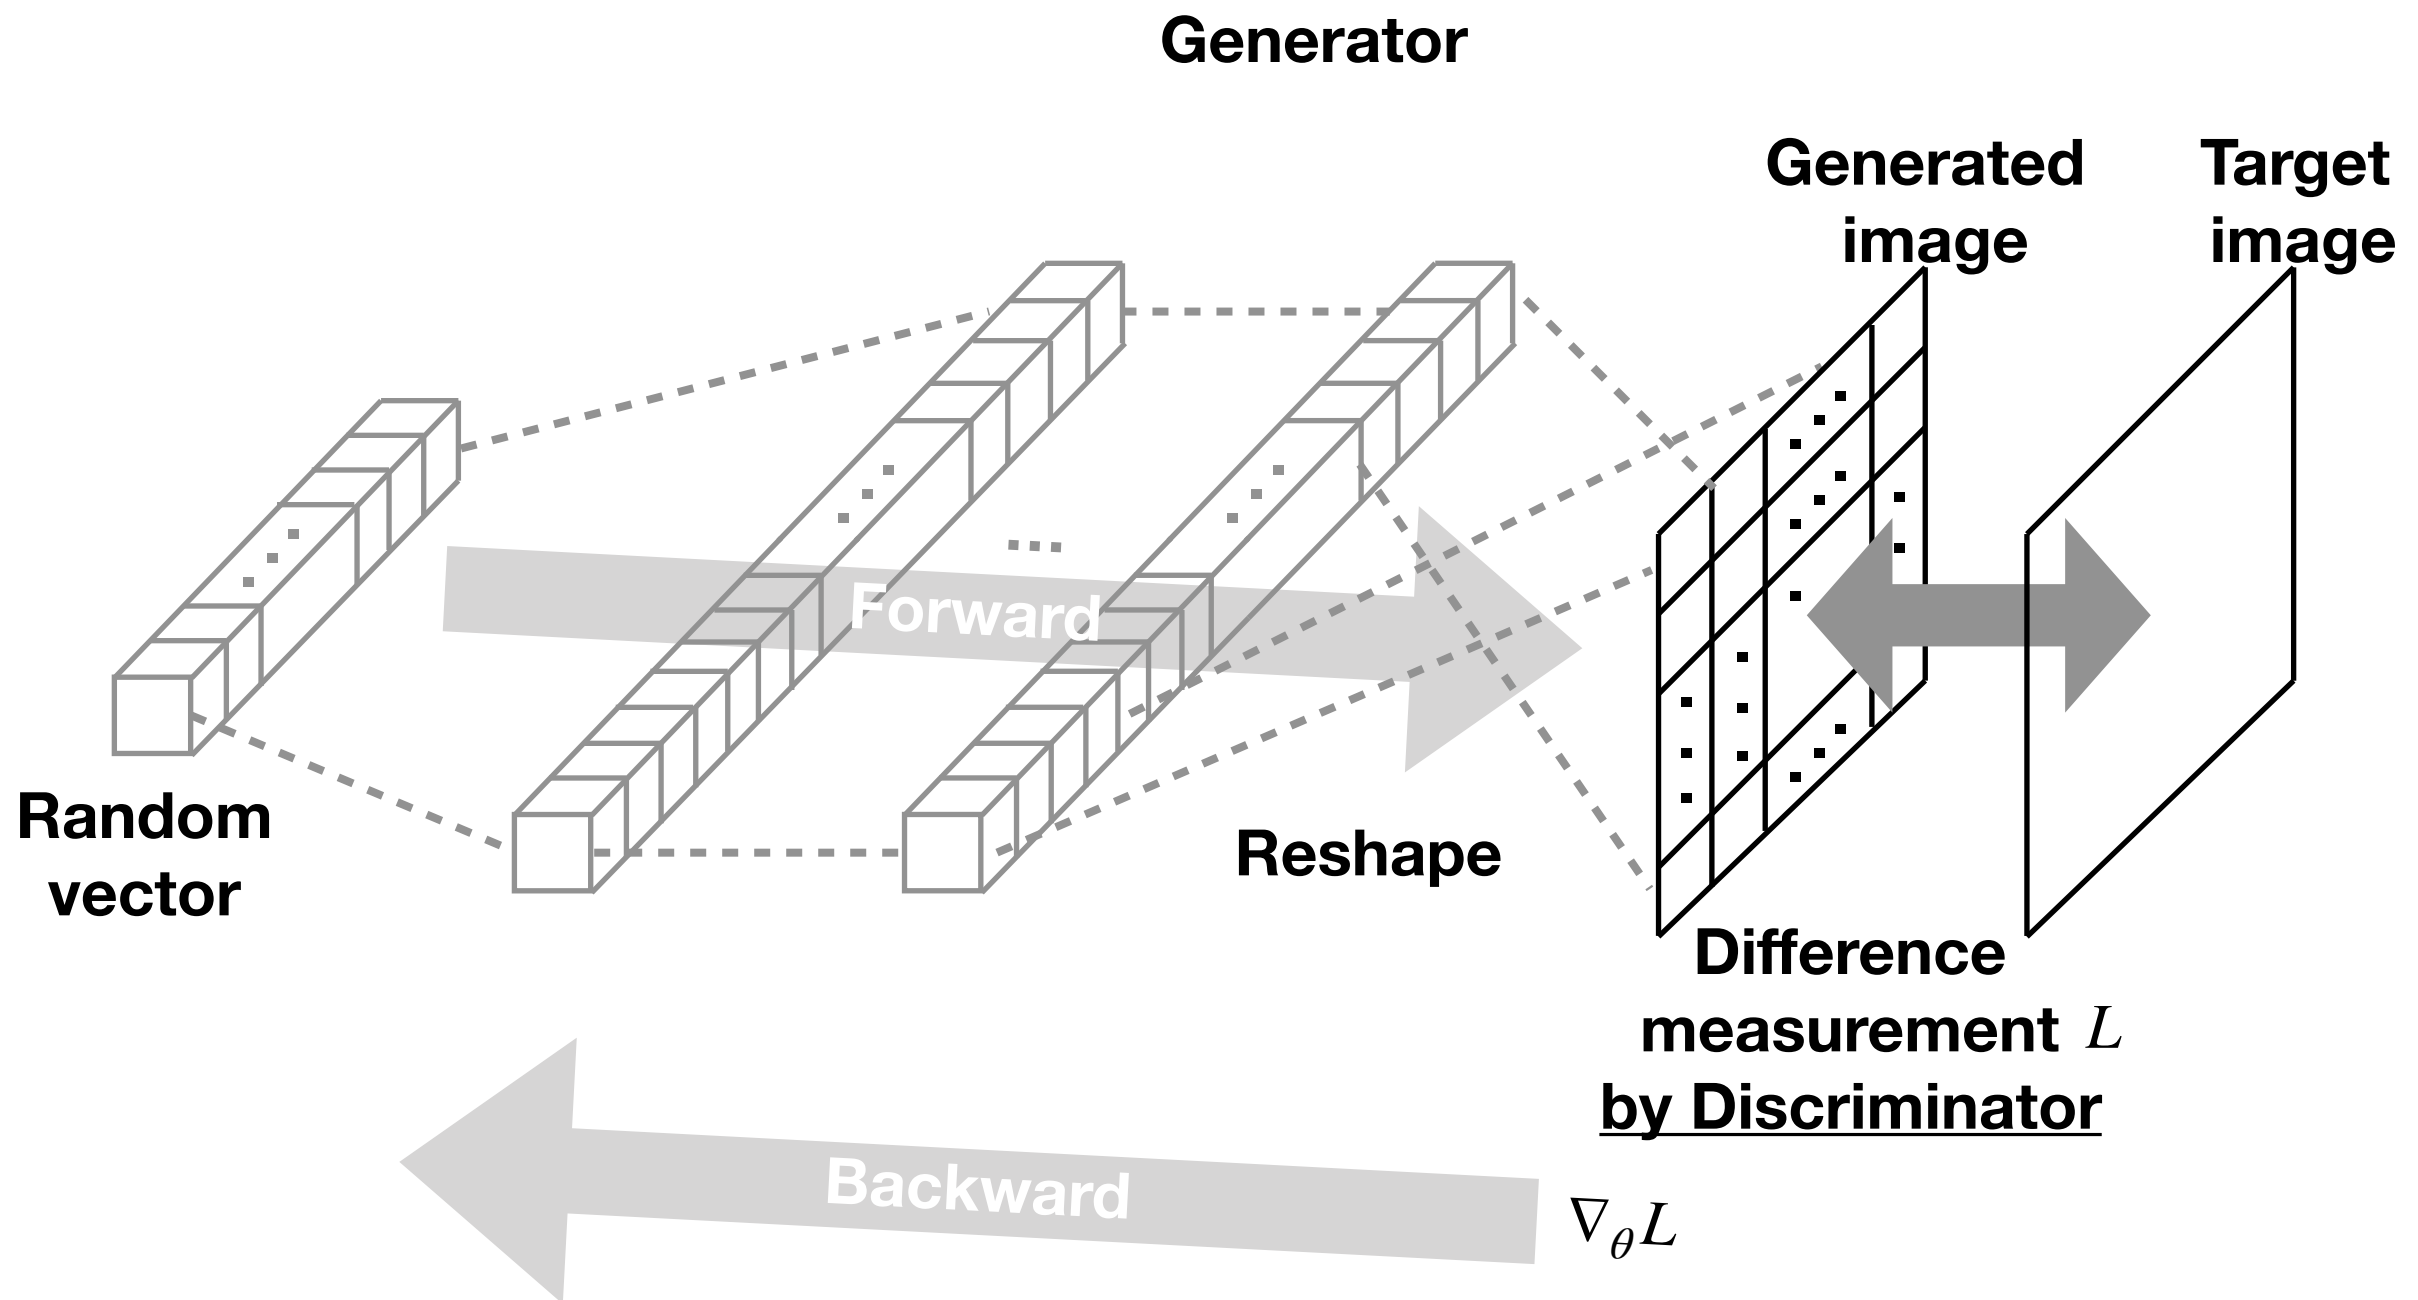 Generator
Generated
image
Target
image
Forward
Random
vector
Reshape
Difference
measurement L
by Discriminator
Backward
∇θL